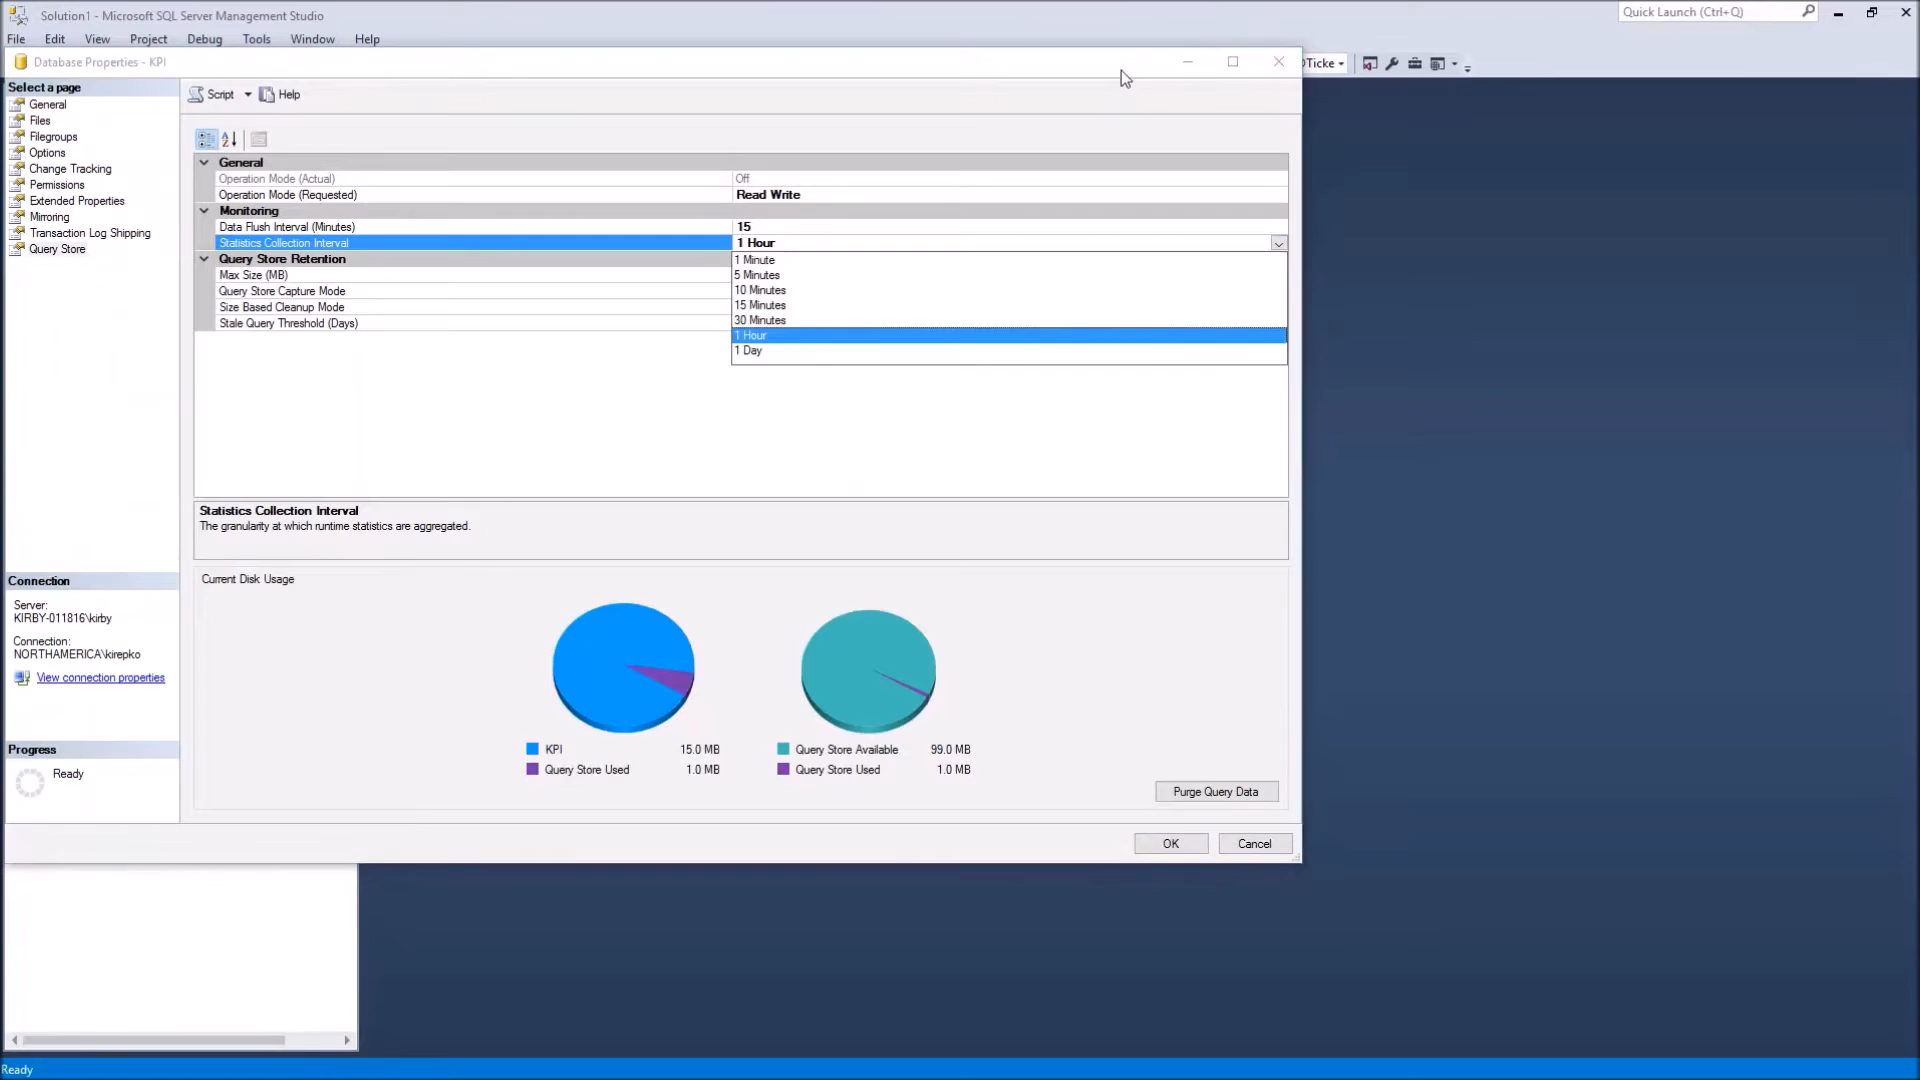 Solution1 - Microsoft SQL Server Management Studio
Quick Launch (Ctrl+Q)
File Edit View Project Debug Tools Window Help
Database Properties - KPI
Ticke
Select a page
General
Files
Filegroups
Options
Change Tracking
Permissions
Extended Properties
Mirroring
Transaction Log Shipping
Query Store
Script Help
General
Operation Mode (Actual) Off
Operation Mode (Requested) Read Write
Monitoring
Data Flush Interval (Minutes) 15
Statistics Collection Interval 1 Hour
Query Store Retention
Max Size (MB)
Query Store Capture Mode
Size Based Cleanup Mode
Stale Query Threshold (Days)
1 Minute
5 Minutes
10 Minutes
15 Minutes
30 Minutes
1 Hour
1 Day
Statistics Collection Interval
The granularity at which runtime statistics are aggregated.
Current Disk Usage
KPI 15.0 MB
Query Store Used 1.0 MB
Query Store Available 99.0 MB
Query Store Used 1.0 MB
Purge Query Data
Connection
Server:
KIRBY-011816\kirby
Connection:
NORTHAMERICA\kirepko
View connection properties
Progress
Ready
OK Cancel
Ready